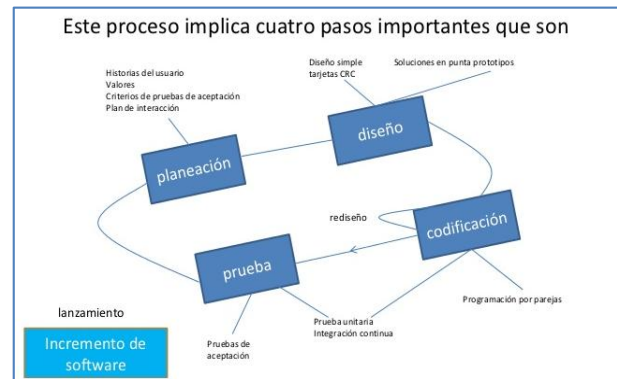 Este proceso implica cuatro pasos importantes que son
Historias del usuario
Valores
Criterios de pruebas de aceptación
Plan de interacción
Diseño simple
tarjetas CRC
Soluciones en punta prototipos
planeación
diseño
rediseño
codificación
prueba
Programación por parejas
lanzamiento
Prueba unitaria
Integración continua
Pruebas de
aceptación
Incremento de
software